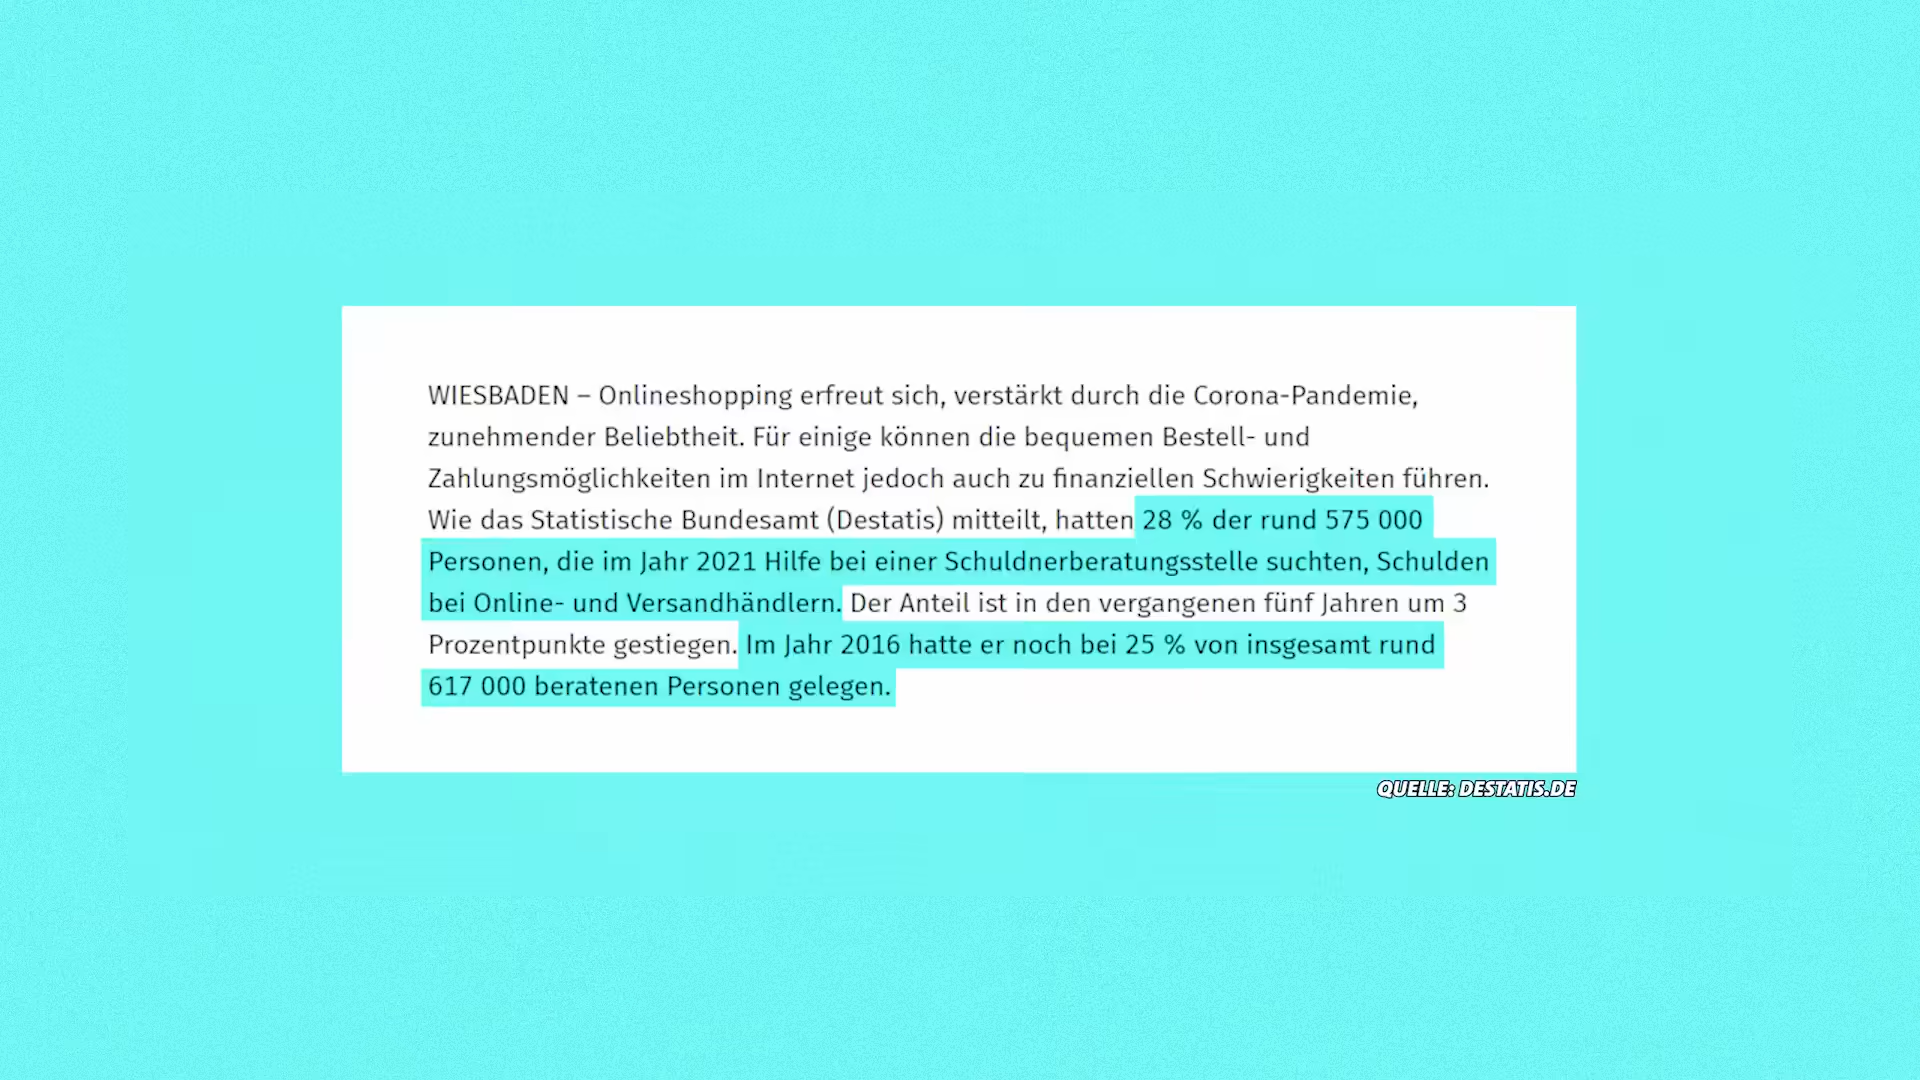 WIESBADEN – Onlineshopping erfreut sich, verstärkt durch die Corona-Pandemie,
zunehmender Beliebtheit. Für einige können die bequemen Bestell- und
Zahlungsmöglichkeiten im Internet jedoch auch zu finanziellen Schwierigkeiten führen.
Wie das Statistische Bundesamt (Destatis) mitteilt, hatten 28 % der rund 575 000
Personen, die im Jahr 2021 Hilfe bei einer Schuldnerberatungsstelle suchten, Schulden
bei Online- und Versandhändlern. Der Anteil ist in den vergangenen fünf Jahren um 3
Prozentpunkte gestiegen. Im Jahr 2016 hatte er noch bei 25 % von insgesamt rund
617 000 beratenen Personen gelegen.
QUELLE: DESTATIS.DE